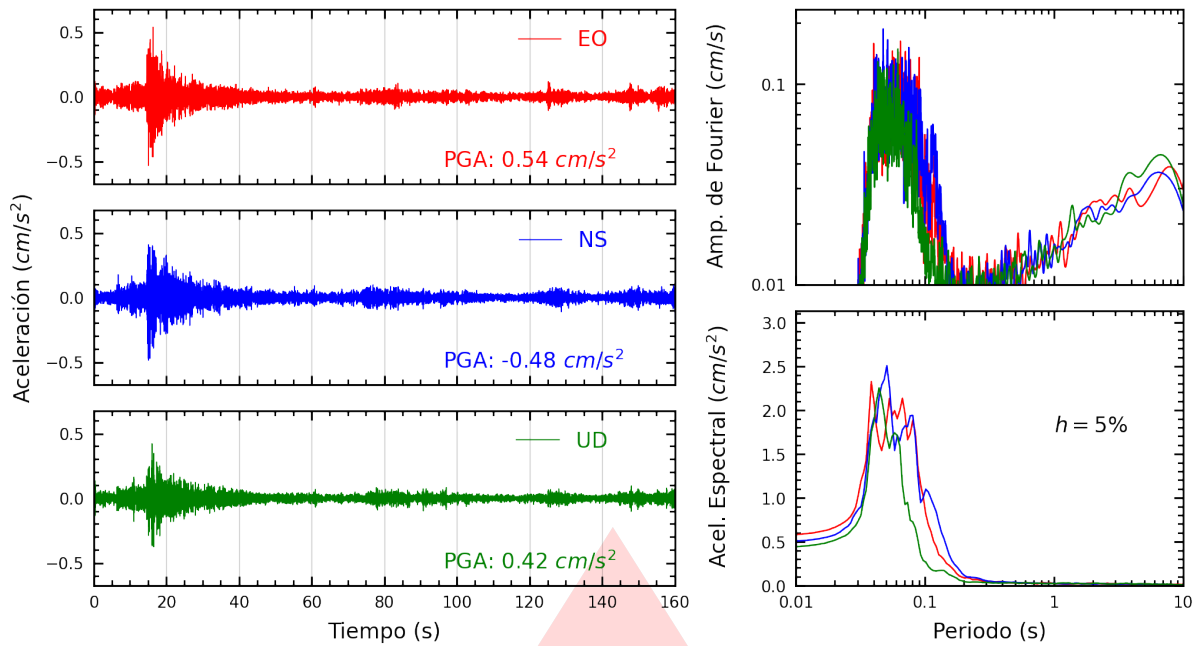 Aceleración (cm/s²)
0.5
0.0
−0.5
EO
PGA: 0.54 cm/s²
0.5
0.0
−0.5
NS
PGA: -0.48 cm/s²
0.5
0.0
−0.5
UD
PGA: 0.42 cm/s²
0 20 40 60 80 100 120 140 160
Tiempo (s)
Amp. de Fourier (cm/s)
0.1
0.01
Acel. Espectral (cm/s²)
3.0
2.5
2.0
1.5
1.0
0.5
0.0
h = 5%
0.01 0.1 1 10
Periodo (s)